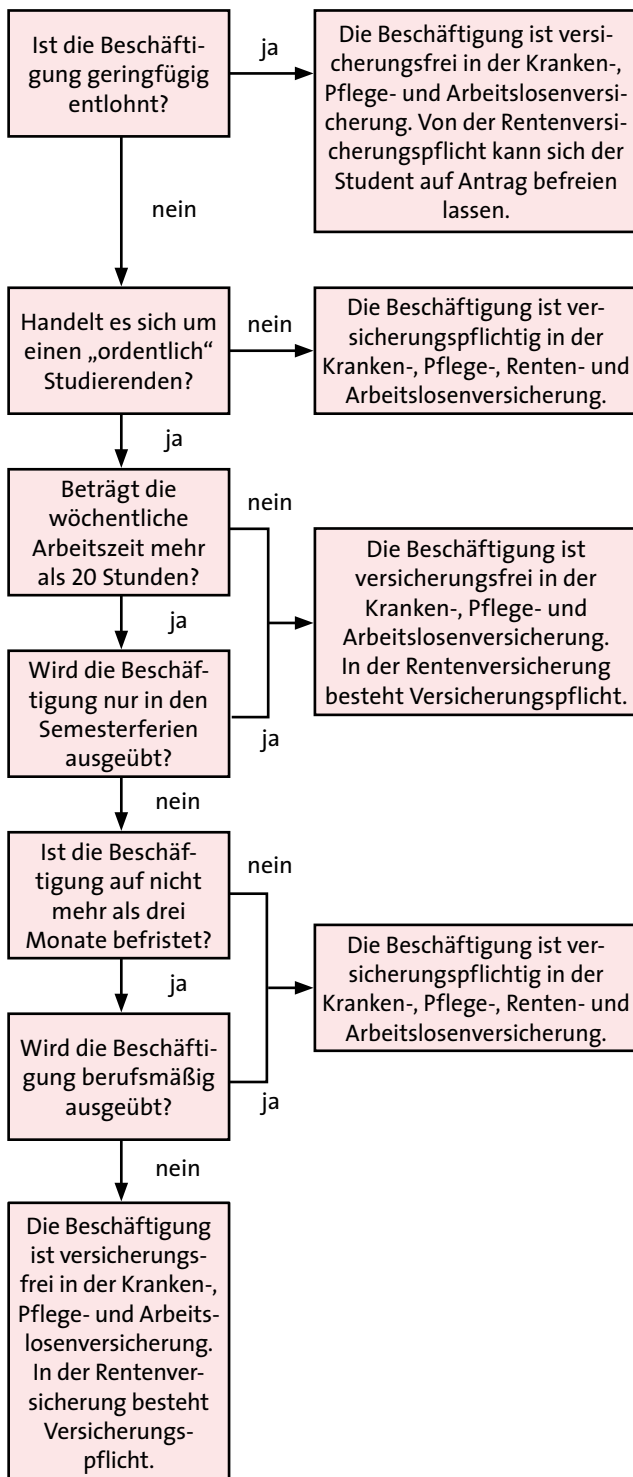 Ist die Beschäfti-
gung geringfügig
entlohnt?
ja
Die Beschäftigung ist versi-
cherungsfrei in der Kranken-,
Pflege- und Arbeitslosenversi-
cherung. Von der Rentenversi-
cherungspflicht kann sich der
Student auf Antrag befreien
lassen.
nein
Handelt es sich um
einen „ordentlich“
Studierenden?
nein
Die Beschäftigung ist ver-
sicherungspflichtig in der
Kranken-, Pflege-, Renten- und
Arbeitslosenversicherung.
ja
Beträgt die
wöchentliche
Arbeitszeit mehr
als 20 Stunden?
nein
Die Beschäftigung ist
versicherungsfrei in der
Kranken-, Pflege- und
Arbeitslosenversicherung.
In der Rentenversicherung
besteht Versicherungspflicht.
ja
Wird die Beschäf-
tigung nur in den
Semesterferien
ausgeübt?
ja
nein
Ist die Beschäf-
tigung auf nicht
mehr als drei
Monate befristet?
nein
Die Beschäftigung ist ver-
sicherungspflichtig in der
Kranken-, Pflege-, Renten- und
Arbeitslosenversicherung.
ja
Wird die Beschäfti-
gung berufsmäßig
ausgeübt?
ja
nein
Die Beschäftigung
ist versicherungs-
frei in der Kranken-,
Pflege- und Arbeits-
losenversicherung.
In der Rentenver-
sicherung besteht
Versicherungs-
pflicht.